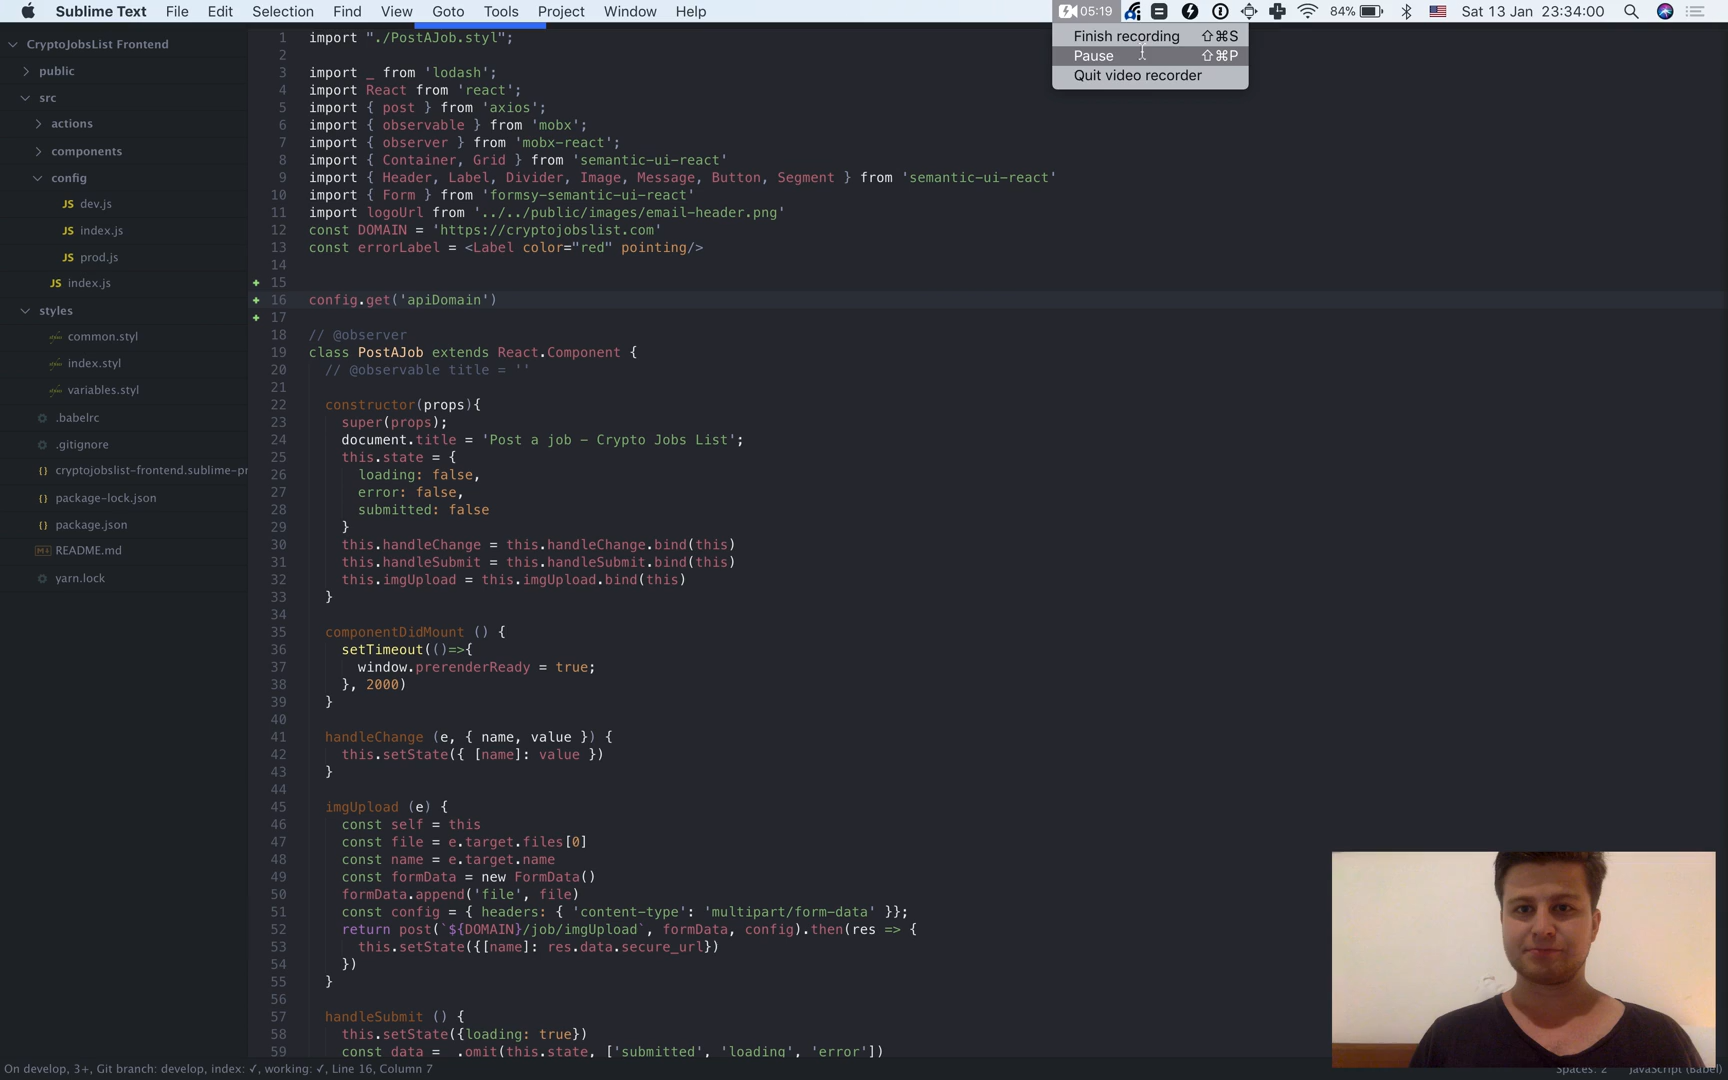 Sublime Text File Edit Selection Find View Goto Tools Project Window Help
05:19 84% Sat 13 Jan 23:34:00
Finish recording ⇧⌘S
Pause ⇧⌘P
Quit video recorder
CryptoJobsList Frontend
public
src
actions
components
config
JS dev.js
JS index.js
JS prod.js
JS index.js
styles
common.styl
index.styl
variables.styl
.babelrc
.gitignore
{} cryptojobslist-frontend.sublime-pr
{} package-lock.json
{} package.json
README.md
yarn.lock
1 import "./PostAJob.styl";
2
3 import _ from 'lodash';
4 import React from 'react';
5 import { post } from 'axios';
6 import { observable } from 'mobx';
7 import { observer } from 'mobx-react';
8 import { Container, Grid } from 'semantic-ui-react'
9 import { Header, Label, Divider, Image, Message, Button, Segment } from 'semantic-ui-react'
10 import { Form } from 'formsy-semantic-ui-react'
11 import logoUrl from '../../public/images/email-header.png'
12 const DOMAIN = 'https://cryptojobslist.com'
13 const errorLabel = <Label color="red" pointing/>
14
15
16 config.get('apiDomain')
17
18 // @observer
19 class PostAJob extends React.Component {
20 // @observable title = ''
21
22 constructor(props){
23 super(props);
24 document.title = 'Post a job – Crypto Jobs List';
25 this.state = {
26 loading: false,
27 error: false,
28 submitted: false
29 }
30 this.handleChange = this.handleChange.bind(this)
31 this.handleSubmit = this.handleSubmit.bind(this)
32 this.imgUpload = this.imgUpload.bind(this)
33 }
34
35 componentDidMount () {
36 setTimeout(()=>{
37 window.prerenderReady = true;
38 }, 2000)
39 }
40
41 handleChange (e, { name, value }) {
42 this.setState({ [name]: value })
43 }
44
45 imgUpload (e) {
46 const self = this
47 const file = e.target.files[0]
48 const name = e.target.name
49 const formData = new FormData()
50 formData.append('file', file)
51 const config = { headers: { 'content-type': 'multipart/form-data' }};
52 return post(`${DOMAIN}/job/imgUpload`, formData, config).then(res => {
53 this.setState({[name]: res.data.secure_url})
54 })
55 }
56
57 handleSubmit () {
58 this.setState({loading: true})
59 const data = _.omit(this.state, ['submitted', 'loading', 'error'])
On develop, 3+, Git branch: develop, index: ✓, working: ✓, Line 16, Column 7
Spaces: 2 JavaScript (Babel)